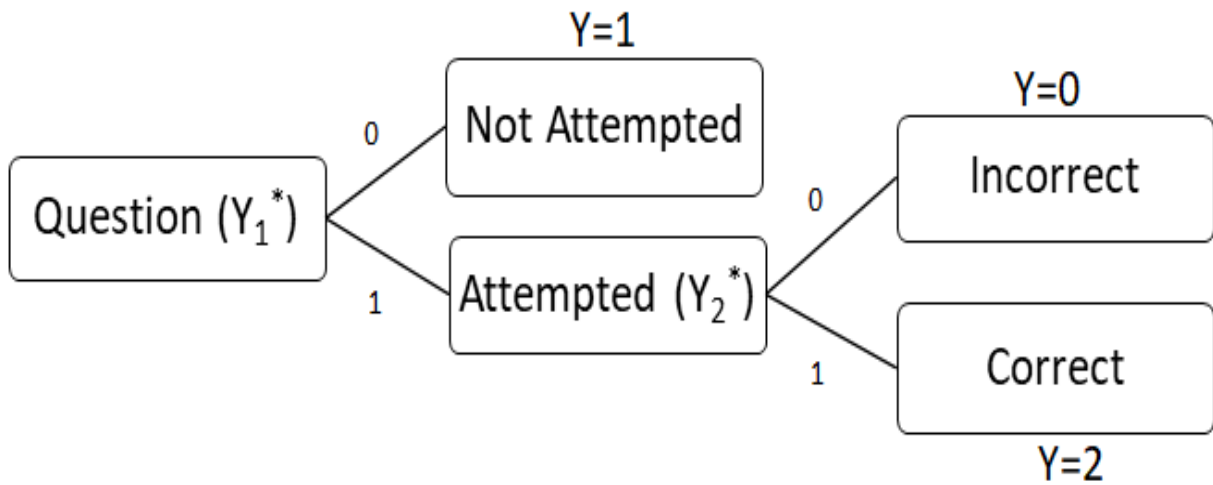 Y=1
Not Attempted
0
Question (Y₁*)
1
Attempted (Y₂*)
Y=0
Incorrect
0
1
Correct
Y=2